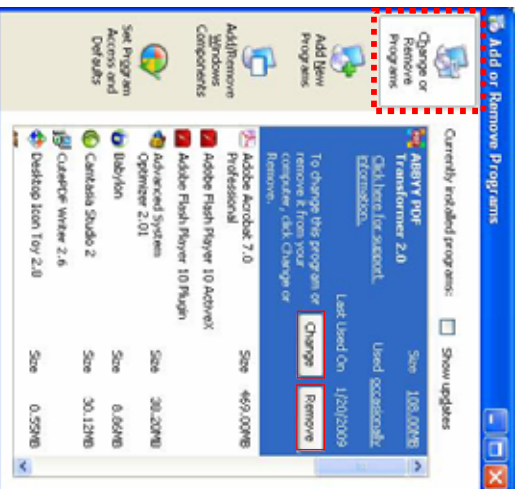 Add or Remove Programs
Change or
Remove
Programs
Add New
Programs
Add/Remove
Windows
Components
Set Program
Access and
Defaults
Currently installed programs:
Show updates
ABBYY PDF
Transformer 2.0
Size 108.00MB
Click here for support
information.
Used occasionally
Last Used On 1/20/2009
To change this program or
remove it from your
computer, click Change or
Remove.
Change
Remove
Adobe Acrobat 7.0
Professional
Size 469.00MB
Adobe Flash Player 10 ActiveX
Adobe Flash Player 10 Plugin
Advanced System
Optimizer 2.01
Size 38.20MB
Babylon
Size 8.66MB
Camtasia Studio 2
Size 30.12MB
CutePDF Writer 2.6
Desktop Icon Toy 2.8
Size 0.55MB